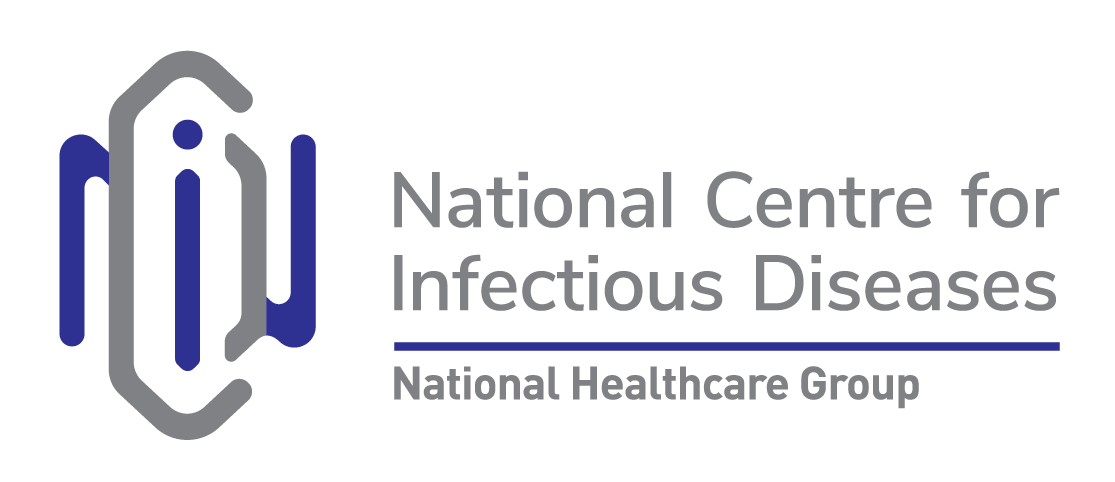 National Centre for
Infectious Diseases
National Healthcare Group